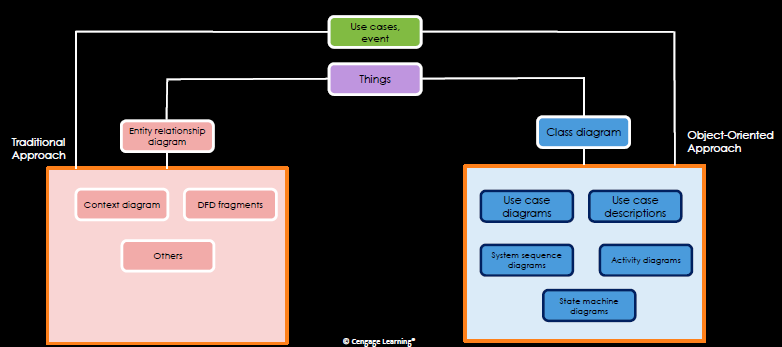 Use cases,
event
Things
Entity relationship
diagram
Traditional
Approach
Class diagram
Object-Oriented
Approach
Context diagram
DFD fragments
Others
Use case
diagrams
Use case
descriptions
System sequence
diagrams
Activity diagrams
State machine
diagrams
© Cengage Learning®